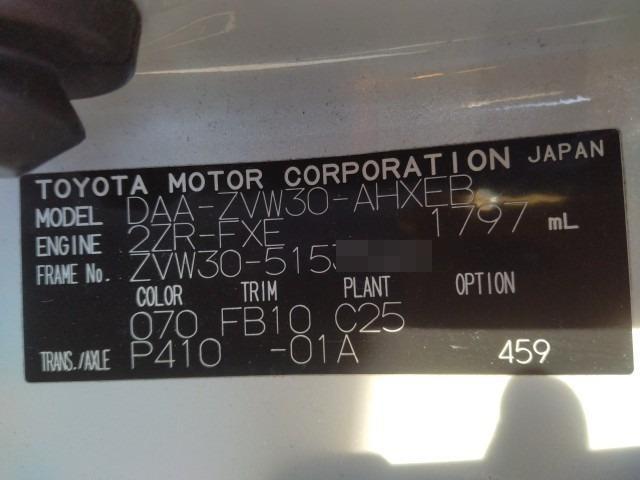 TOYOTA MOTOR CORPORATION JAPAN
MODEL DAA-ZVW30-AHXEB
ENGINE 2ZR-FXE 1797 mL
FRAME No. ZVW30-5153
COLOR TRIM PLANT OPTION
070 FB10 C25
TRANS./AXLE P410 -01A 459